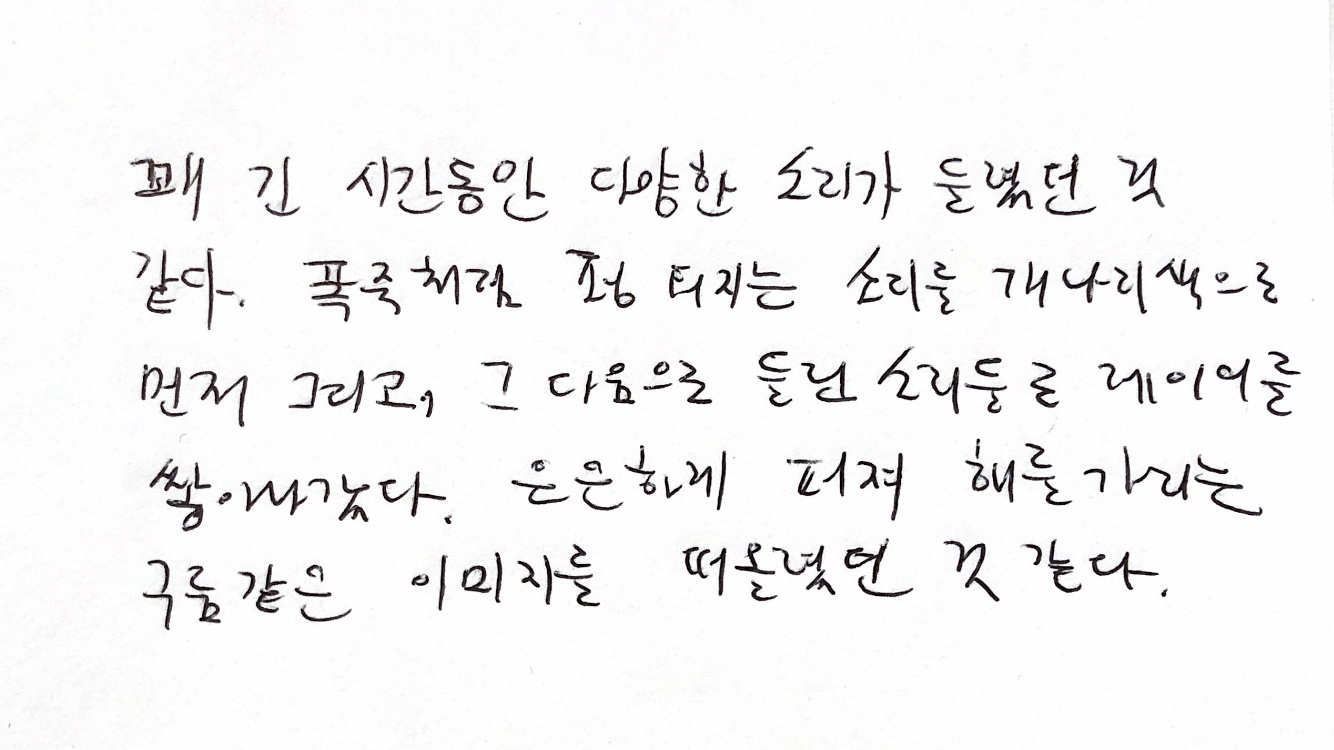 꽤 긴 시간동안 다양한 소리가 들렸던 것
같다. 폭죽처럼 펑 터지는 소리를 개나리색으로
먼저 그리고, 그 다음으로 들린 소리들로 레이어를
쌓아나갔다. 은은하게 퍼져 해를 가리는
구름같은 이미지를 떠올렸던 것 같다.